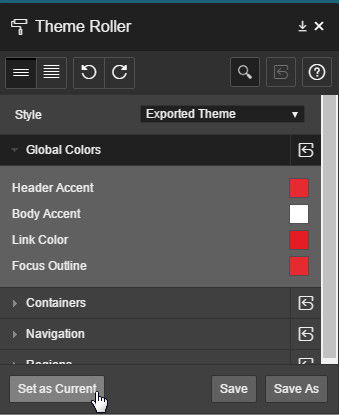 Theme Roller
Style
Exported Theme
Global Colors
Header Accent
Body Accent
Link Color
Focus Outline
Containers
Navigation
Regions
Set as Current
Save
Save As